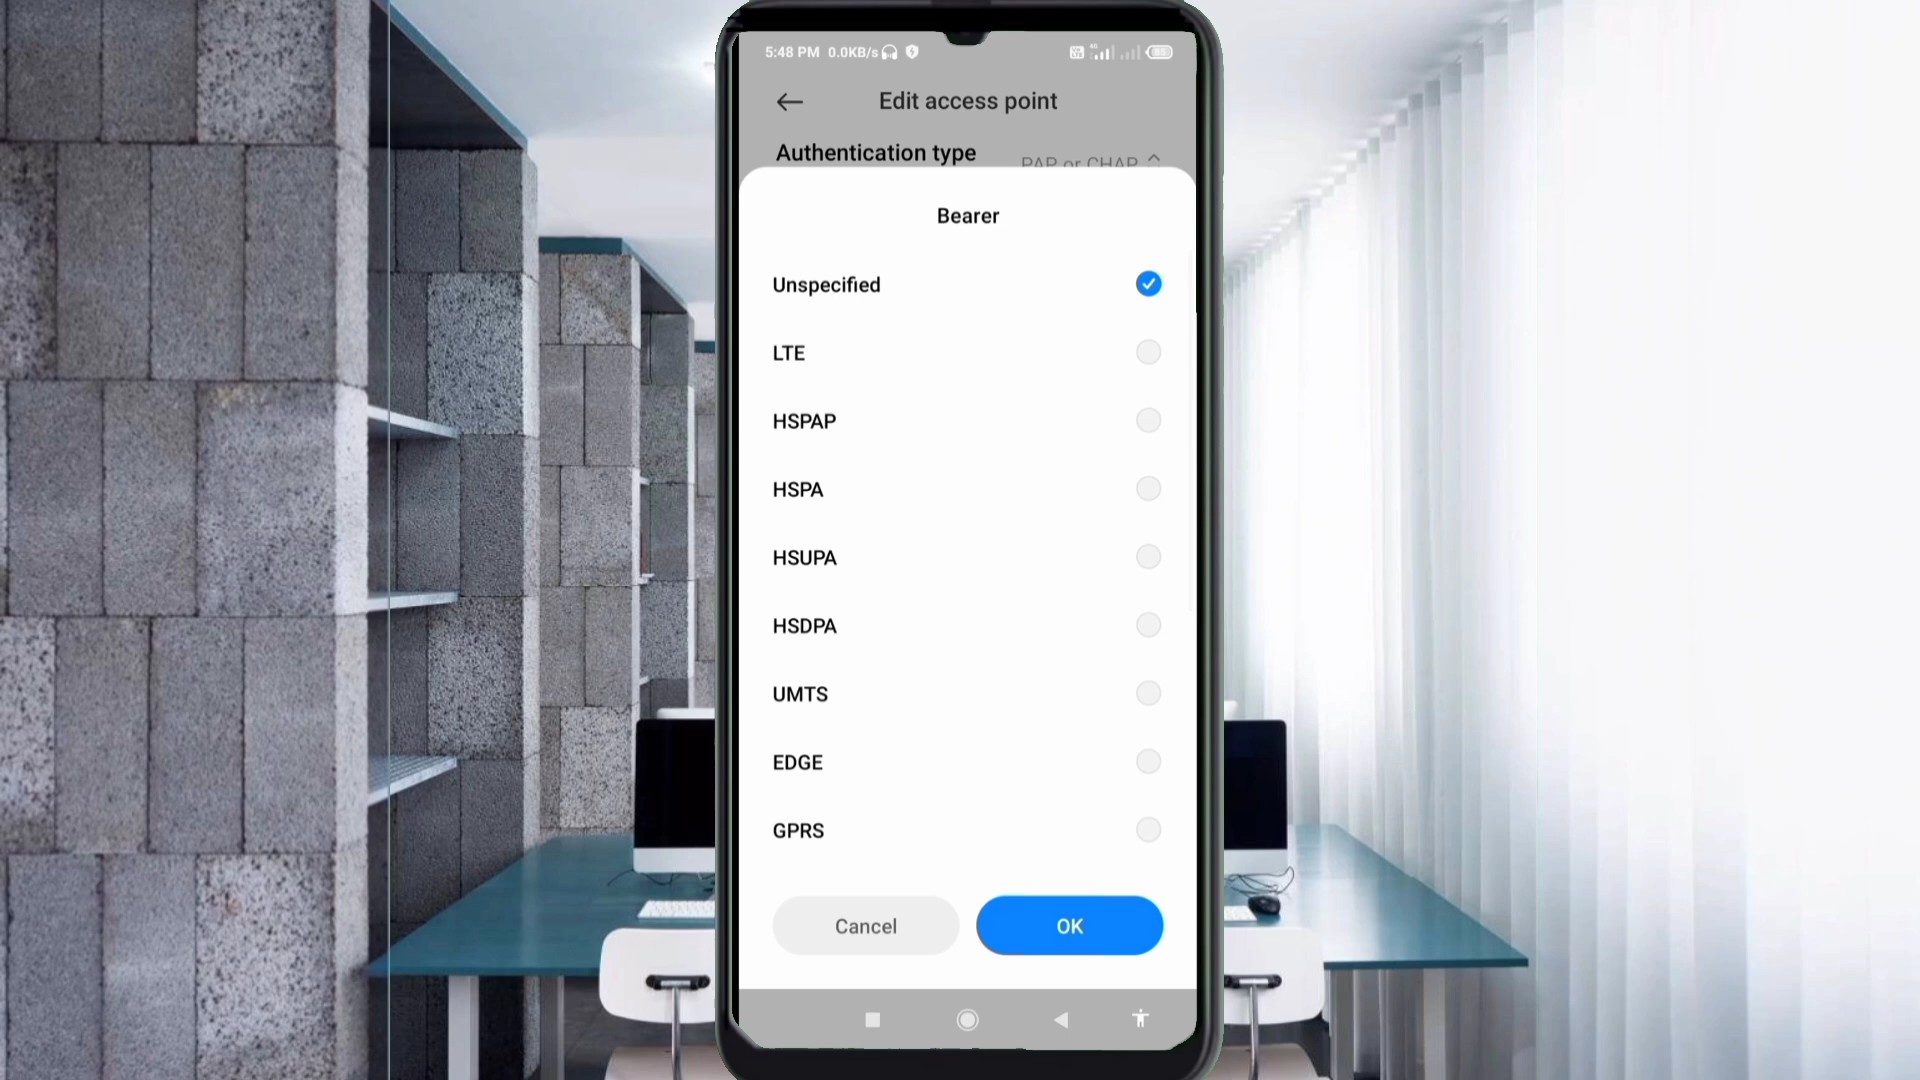 5:48 PM 0.0KB/s
Edit access point
Authentication type
PAP or CHAP
Bearer
Unspecified
LTE
HSPAP
HSPA
HSUPA
HSDPA
UMTS
EDGE
GPRS
Cancel
OK